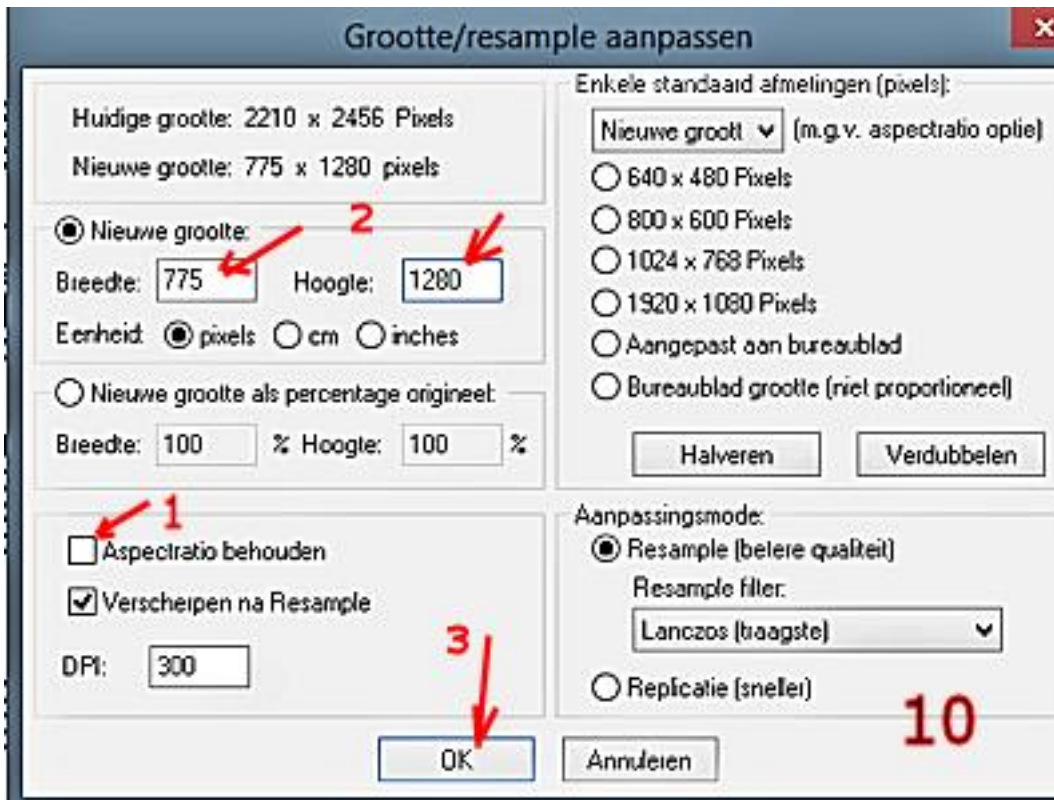 Grootte/resample aanpassen
Huidige grootte: 2210 x 2456 Pixels
Nieuwe grootte: 775 x 1280 pixels
2
Nieuwe grootte:
Breedte: 775 Hoogte: 1280
Eenheid: pixels cm inches
Nieuwe grootte als percentage origineel:
Breedte: 100 % Hoogte: 100 %
1
Aspectratio behouden
Verscherpen na Resample
DPI: 300
3
Enkele standaard afmetingen (pixels):
Nieuwe groott (m.g.v. aspectratio optie)
640 x 480 Pixels
800 x 600 Pixels
1024 x 768 Pixels
1920 x 1080 Pixels
Aangepast aan bureaublad
Bureaublad grootte (niet proportioneel)
Halveren Verdubbelen
Aanpassingsmode:
Resample (betere qualiteit)
Resample filter:
Lanczos (traagste)
Replicatie (sneller)
10
OK Annuleren